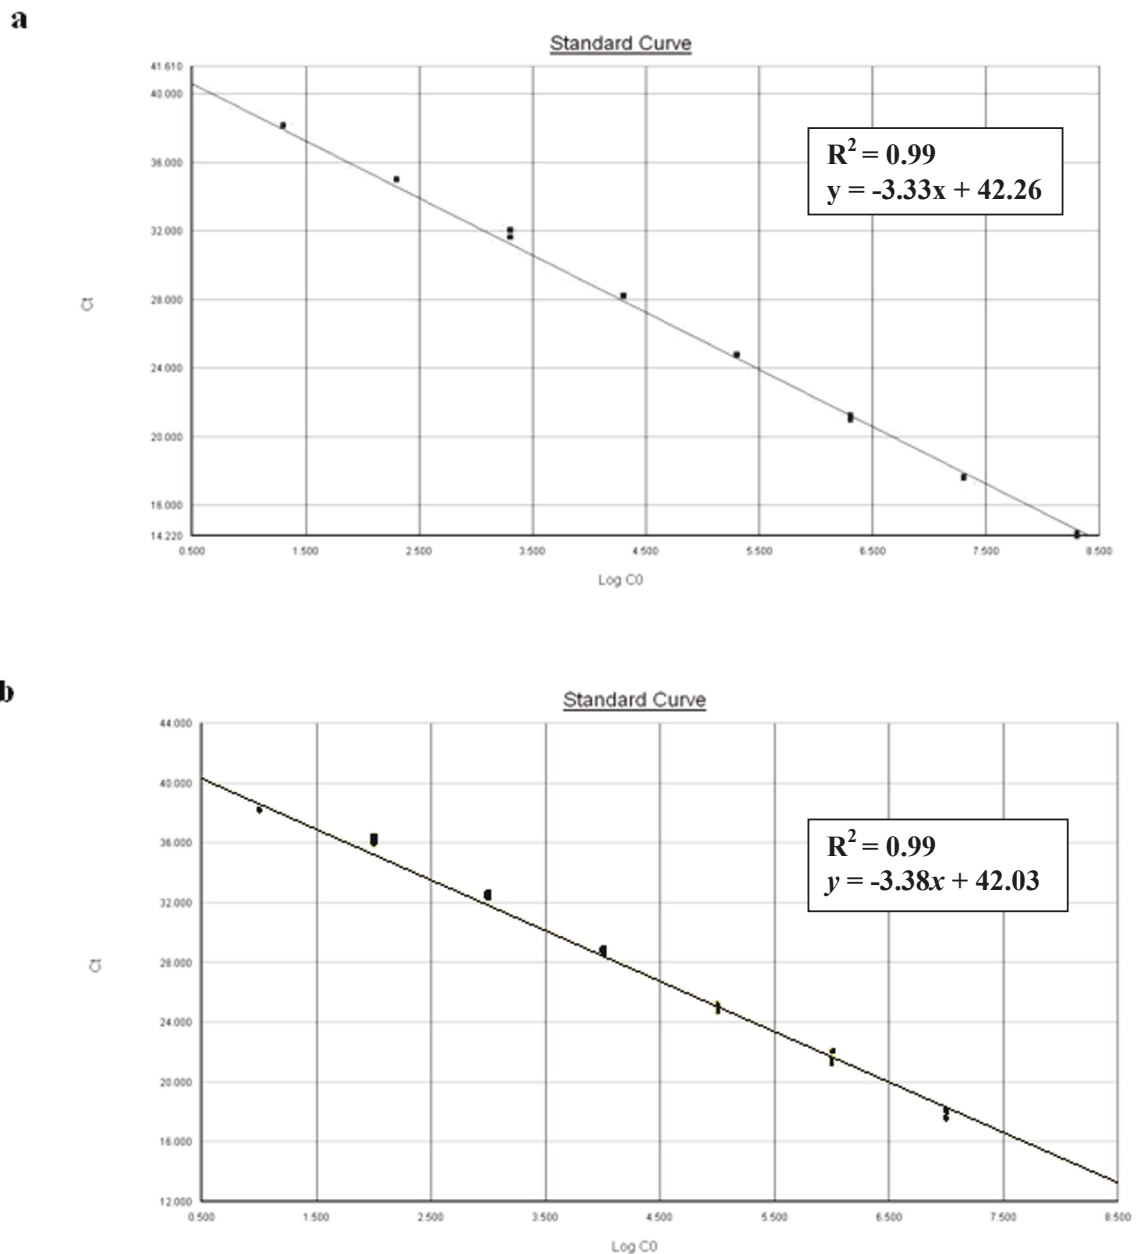 a
Standard Curve
41.610
40.000
36.000
32.000
28.000
24.000
20.000
16.000
14.220
Ct
R² = 0.99
y = -3.33x + 42.26
0.500 1.500 2.500 3.500 4.500 5.500 6.500 7.500 8.500
Log C0
b
Standard Curve
44.000
40.000
36.000
32.000
28.000
24.000
20.000
16.000
12.000
Ct
R² = 0.99
y = -3.38x + 42.03
0.500 1.500 2.500 3.500 4.500 5.500 6.500 7.500 8.500
Log C0